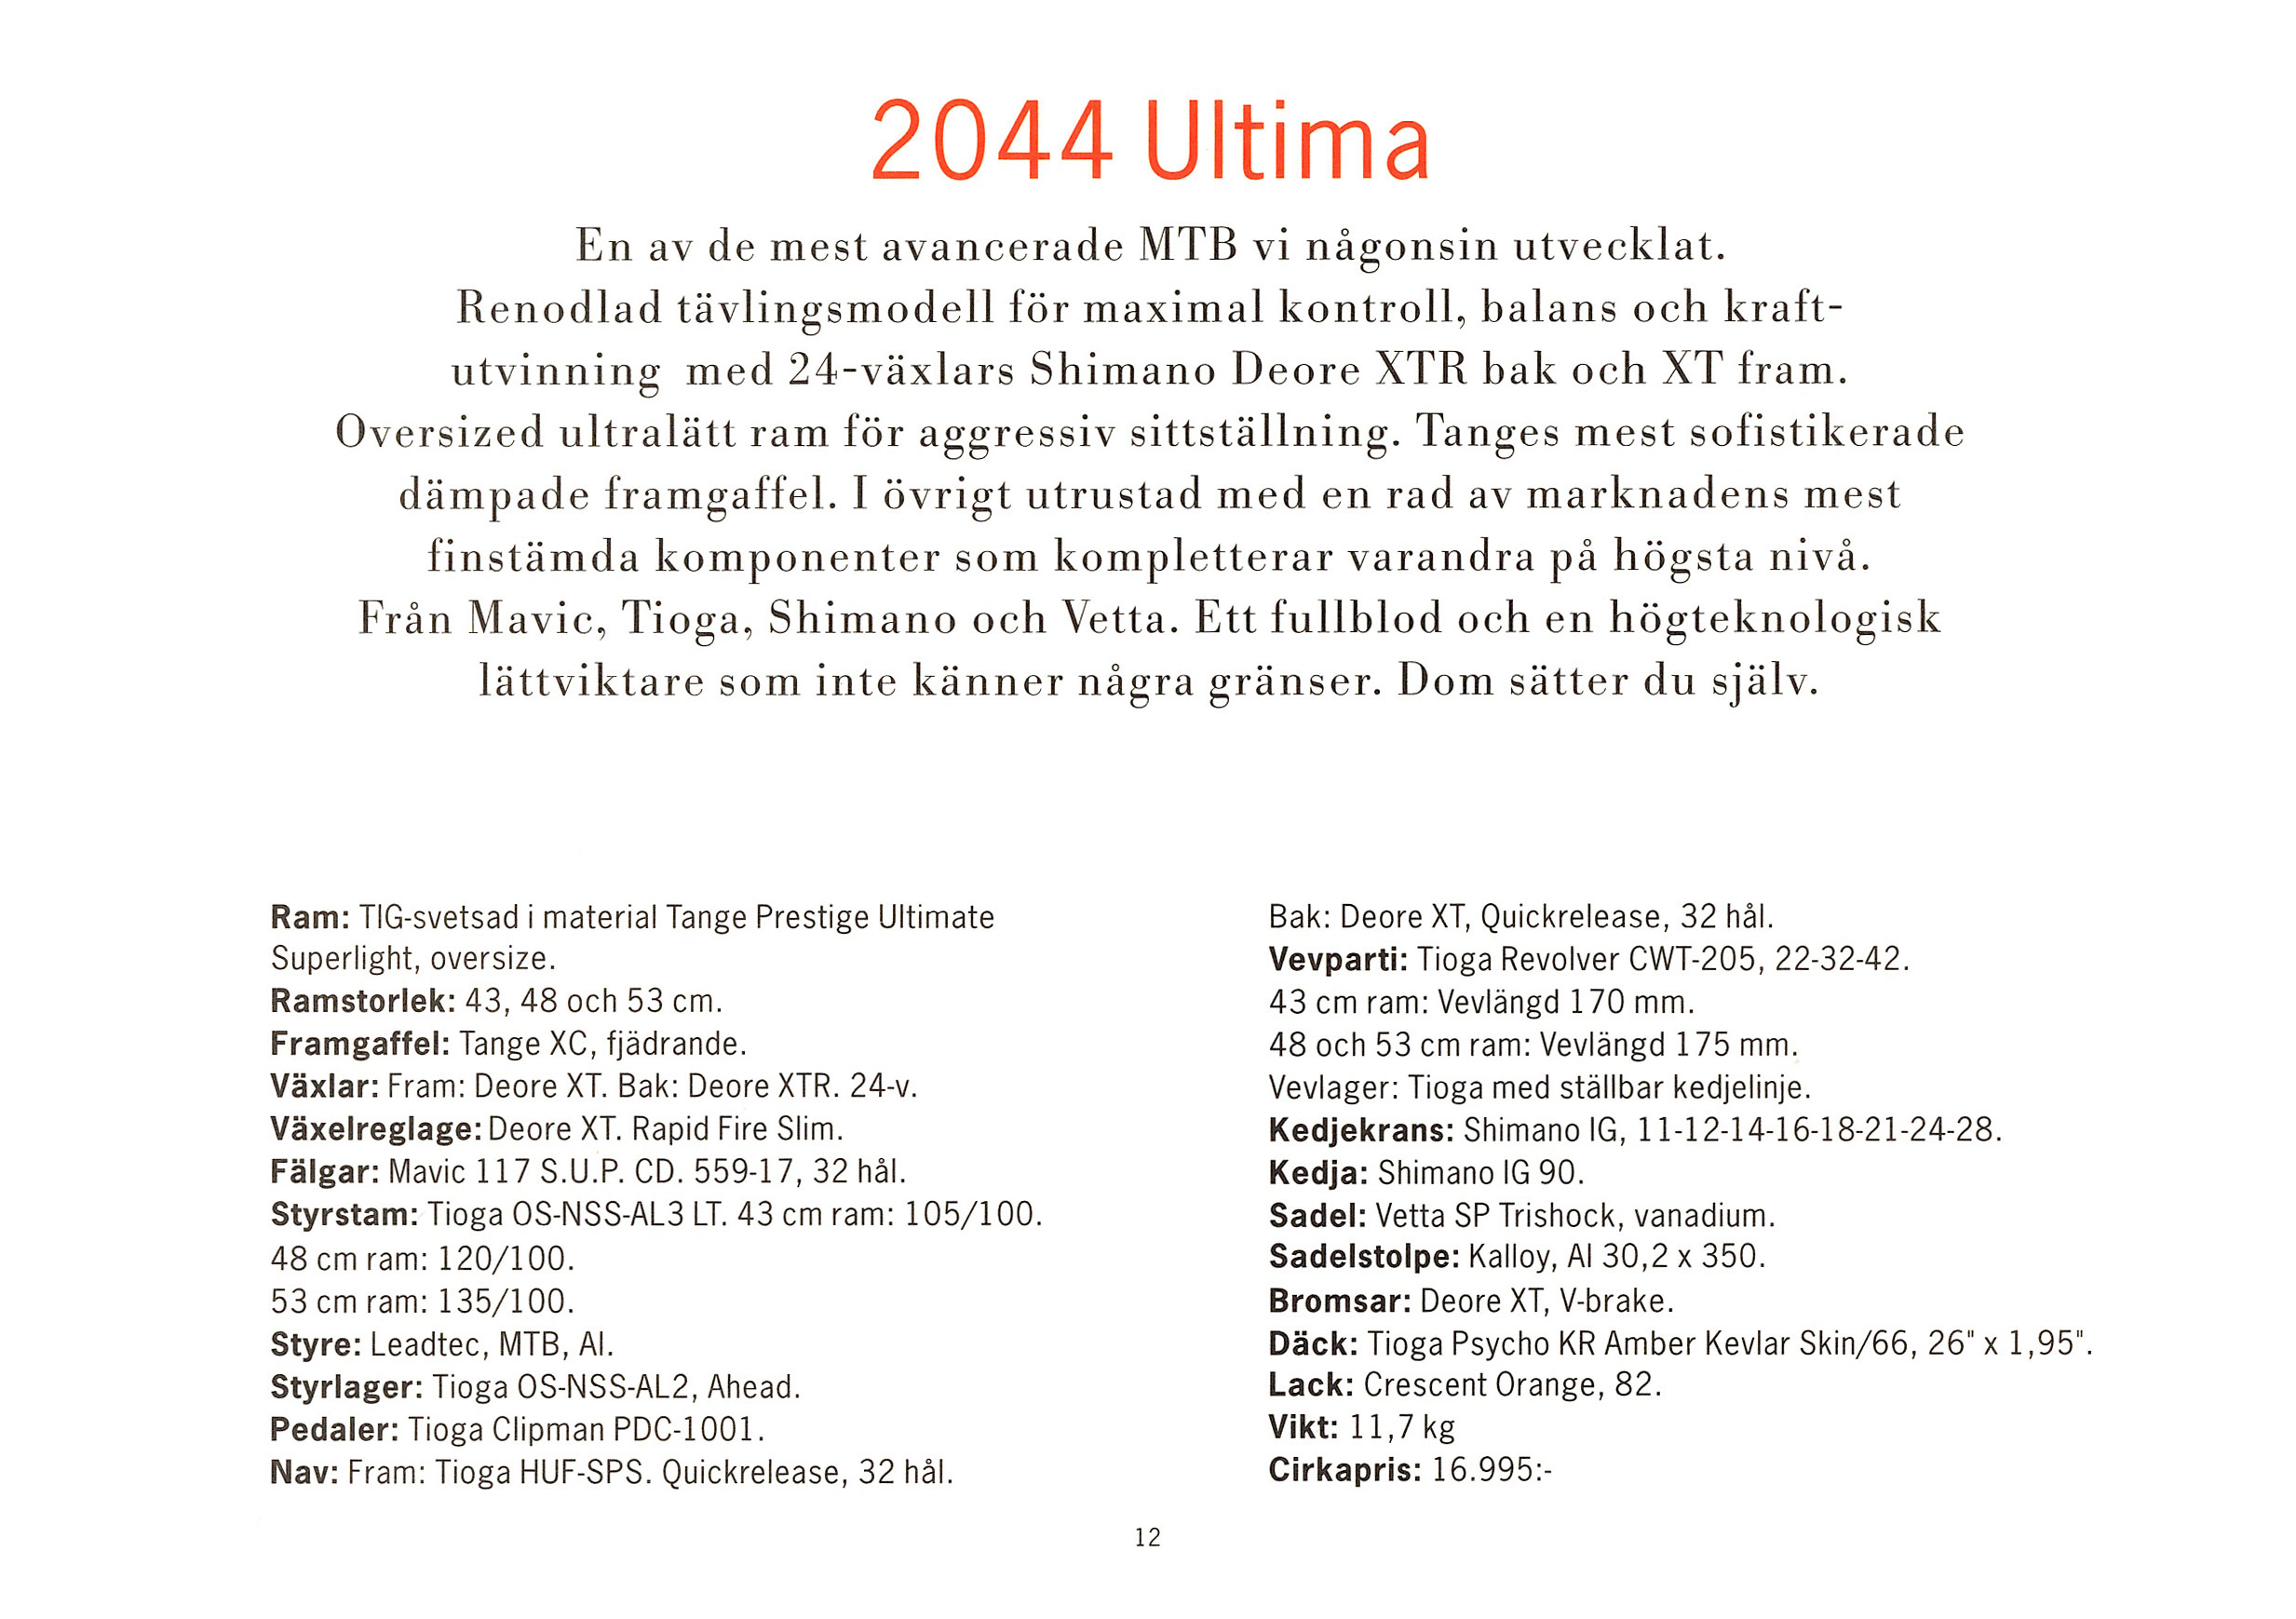 2044 Ultima
En av de mest avancerade MTB vi någonsin utvecklat.
Renodlad tävlingsmodell för maximal kontroll, balans och kraft-
utvinning med 24-växlars Shimano Deore XTR bak och XT fram.
Oversized ultralätt ram för aggressiv sittställning. Tanges mest sofistikerade
dämpade framgaffel. I övrigt utrustad med en rad av marknadens mest
finstämda komponenter som kompletterar varandra på högsta nivå.
Från Mavic, Tioga, Shimano och Vetta. Ett fullblod och en högteknologisk
lättviktare som inte känner några gränser. Dom sätter du själv.
Ram: TIG-svetsad i material Tange Prestige Ultimate
Superlight, oversize.
Ramstorlek: 43, 48 och 53 cm.
Framgaffel: Tange XC, fjädrande.
Växlar: Fram: Deore XT. Bak: Deore XTR. 24-v.
Växelreglage: Deore XT. Rapid Fire Slim.
Fälgar: Mavic 117 S.U.P. CD. 559-17, 32 hål.
Styrstam: Tioga OS-NSS-AL3 LT. 43 cm ram: 105/100.
48 cm ram: 120/100.
53 cm ram: 135/100.
Styre: Leadtec, MTB, Al.
Styrlager: Tioga OS-NSS-AL2, Ahead.
Pedaler: Tioga Clipman PDC-1001.
Nav: Fram: Tioga HUF-SPS. Quickrelease, 32 hål.
Bak: Deore XT, Quickrelease, 32 hål.
Vevparti: Tioga Revolver CWT-205, 22-32-42.
43 cm ram: Vevlängd 170 mm.
48 och 53 cm ram: Vevlängd 175 mm.
Vevlager: Tioga med ställbar kedjelinje.
Kedjekrans: Shimano IG, 11-12-14-16-18-21-24-28.
Kedja: Shimano IG 90.
Sadel: Vetta SP Trishock, vanadium.
Sadelstolpe: Kalloy, Al 30,2 x 350.
Bromsar: Deore XT, V-brake.
Däck: Tioga Psycho KR Amber Kevlar Skin/66, 26" x 1,95".
Lack: Crescent Orange, 82.
Vikt: 11,7 kg
Cirkapris: 16.995:-
12